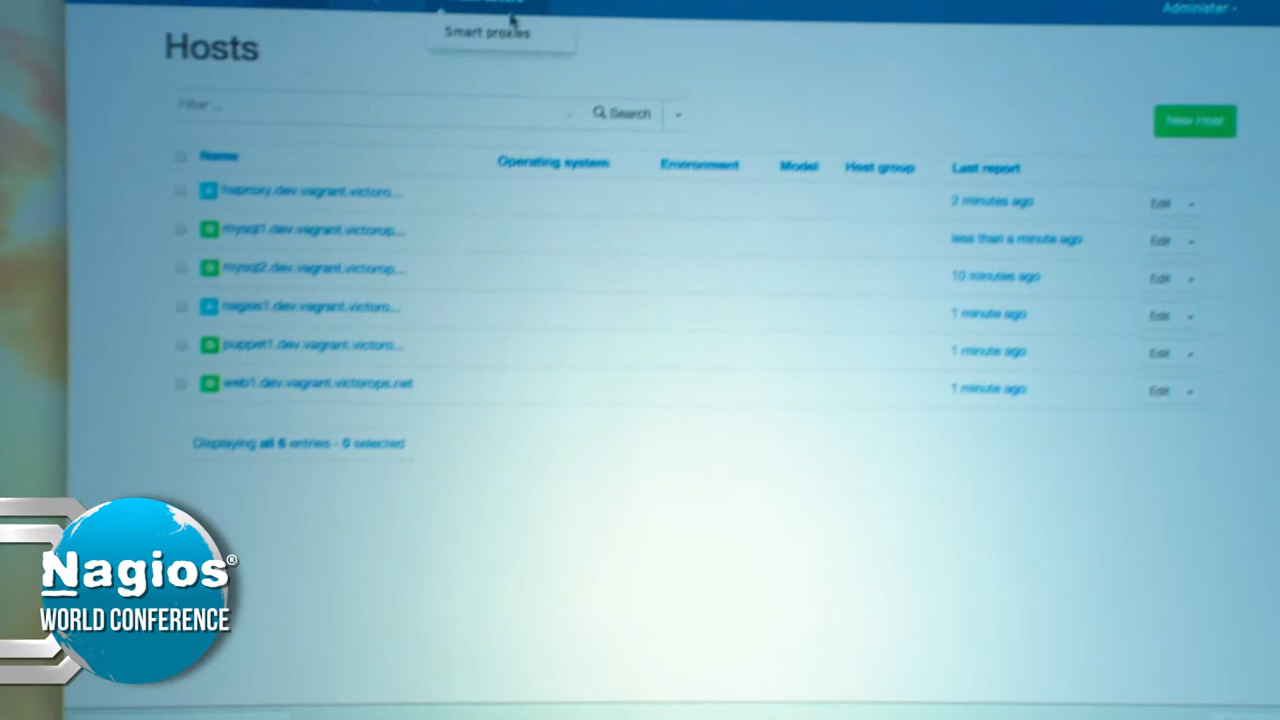 Administer
Smart proxies
Hosts
Filter ...
Search
New Host
Name Operating system Environment Model Host group Last report
haproxy.dev.vagrant.victoro... 2 minutes ago Edit
mysql1.dev.vagrant.victorop... less than a minute ago Edit
mysql2.dev.vagrant.victorop... 10 minutes ago Edit
nagios1.dev.vagrant.victoro... 1 minute ago Edit
puppet1.dev.vagrant.victoro... 1 minute ago Edit
web1.dev.vagrant.victorops.net 1 minute ago Edit
Displaying all 6 entries - 0 selected
Nagios®
WORLD CONFERENCE